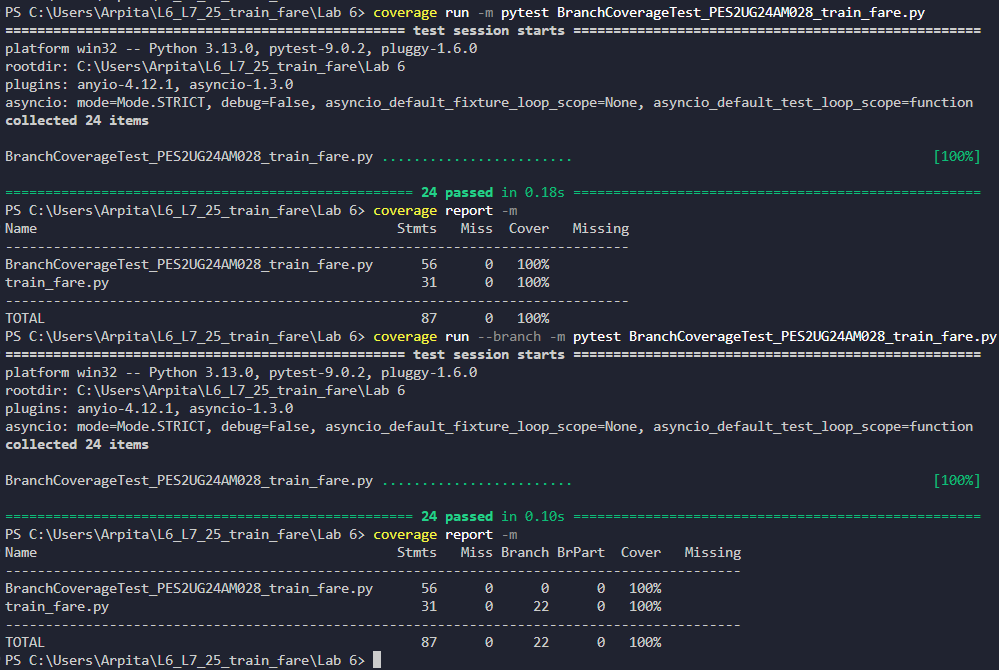 PS C:\Users\Arpita\L6_L7_25_train_fare\Lab 6> coverage run -m pytest BranchCoverageTest_PES2UG24AM028_train_fare.py
================================================== test session starts ===================================================
platform win32 -- Python 3.13.0, pytest-9.0.2, pluggy-1.6.0
rootdir: C:\Users\Arpita\L6_L7_25_train_fare\Lab 6
plugins: anyio-4.12.1, asyncio-1.3.0
asyncio: mode=Mode.STRICT, debug=False, asyncio_default_fixture_loop_scope=None, asyncio_default_test_loop_scope=function
collected 24 items
BranchCoverageTest_PES2UG24AM028_train_fare.py ........................ [100%]
=================================================== 24 passed in 0.18s ===================================================
PS C:\Users\Arpita\L6_L7_25_train_fare\Lab 6> coverage report -m
Name Stmts Miss Cover Missing
------------------------------------------------------------------------------
BranchCoverageTest_PES2UG24AM028_train_fare.py 56 0 100%
train_fare.py 31 0 100%
------------------------------------------------------------------------------
TOTAL 87 0 100%
PS C:\Users\Arpita\L6_L7_25_train_fare\Lab 6> coverage run --branch -m pytest BranchCoverageTest_PES2UG24AM028_train_fare.py
================================================== test session starts ===================================================
platform win32 -- Python 3.13.0, pytest-9.0.2, pluggy-1.6.0
rootdir: C:\Users\Arpita\L6_L7_25_train_fare\Lab 6
plugins: anyio-4.12.1, asyncio-1.3.0
asyncio: mode=Mode.STRICT, debug=False, asyncio_default_fixture_loop_scope=None, asyncio_default_test_loop_scope=function
collected 24 items
BranchCoverageTest_PES2UG24AM028_train_fare.py ........................ [100%]
=================================================== 24 passed in 0.10s ===================================================
PS C:\Users\Arpita\L6_L7_25_train_fare\Lab 6> coverage report -m
Name Stmts Miss Branch BrPart Cover Missing
--------------------------------------------------------------------------------------------
BranchCoverageTest_PES2UG24AM028_train_fare.py 56 0 0 0 100%
train_fare.py 31 0 22 0 100%
--------------------------------------------------------------------------------------------
TOTAL 87 0 22 0 100%
PS C:\Users\Arpita\L6_L7_25_train_fare\Lab 6>